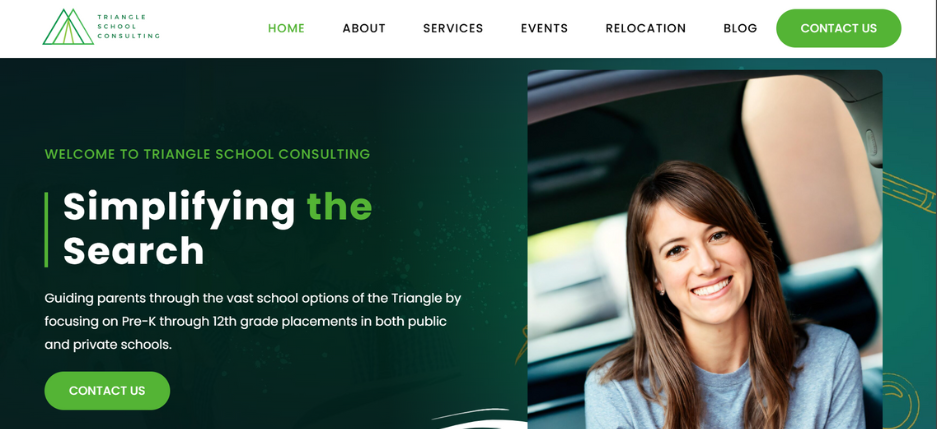 TRIANGLE
SCHOOL
CONSULTING
HOME ABOUT SERVICES EVENTS RELOCATION BLOG CONTACT US
WELCOME TO TRIANGLE SCHOOL CONSULTING
Simplifying the
Search
Guiding parents through the vast school options of the Triangle by
focusing on Pre-K through 12th grade placements in both public
and private schools.
CONTACT US